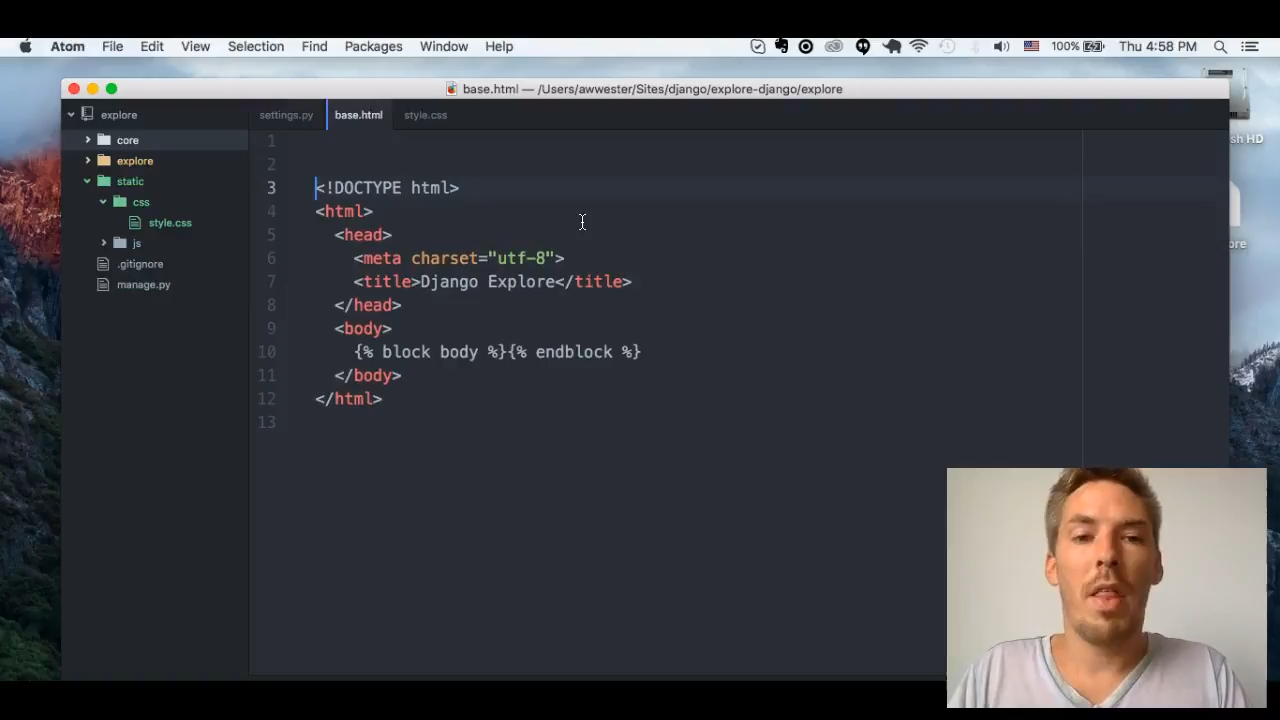 Atom File Edit View Selection Find Packages Window Help 100% Thu 4:58 PM
base.html — /Users/awwester/Sites/django/explore-django/explore
explore
settings.py base.html style.css
core
explore
static
css
style.css
js
.gitignore
manage.py
1
2
3 <!DOCTYPE html>
4 <html>
5 <head>
6 <meta charset="utf-8">
7 <title>Django Explore</title>
8 </head>
9 <body>
10 {% block body %}{% endblock %}
11 </body>
12 </html>
13
HD